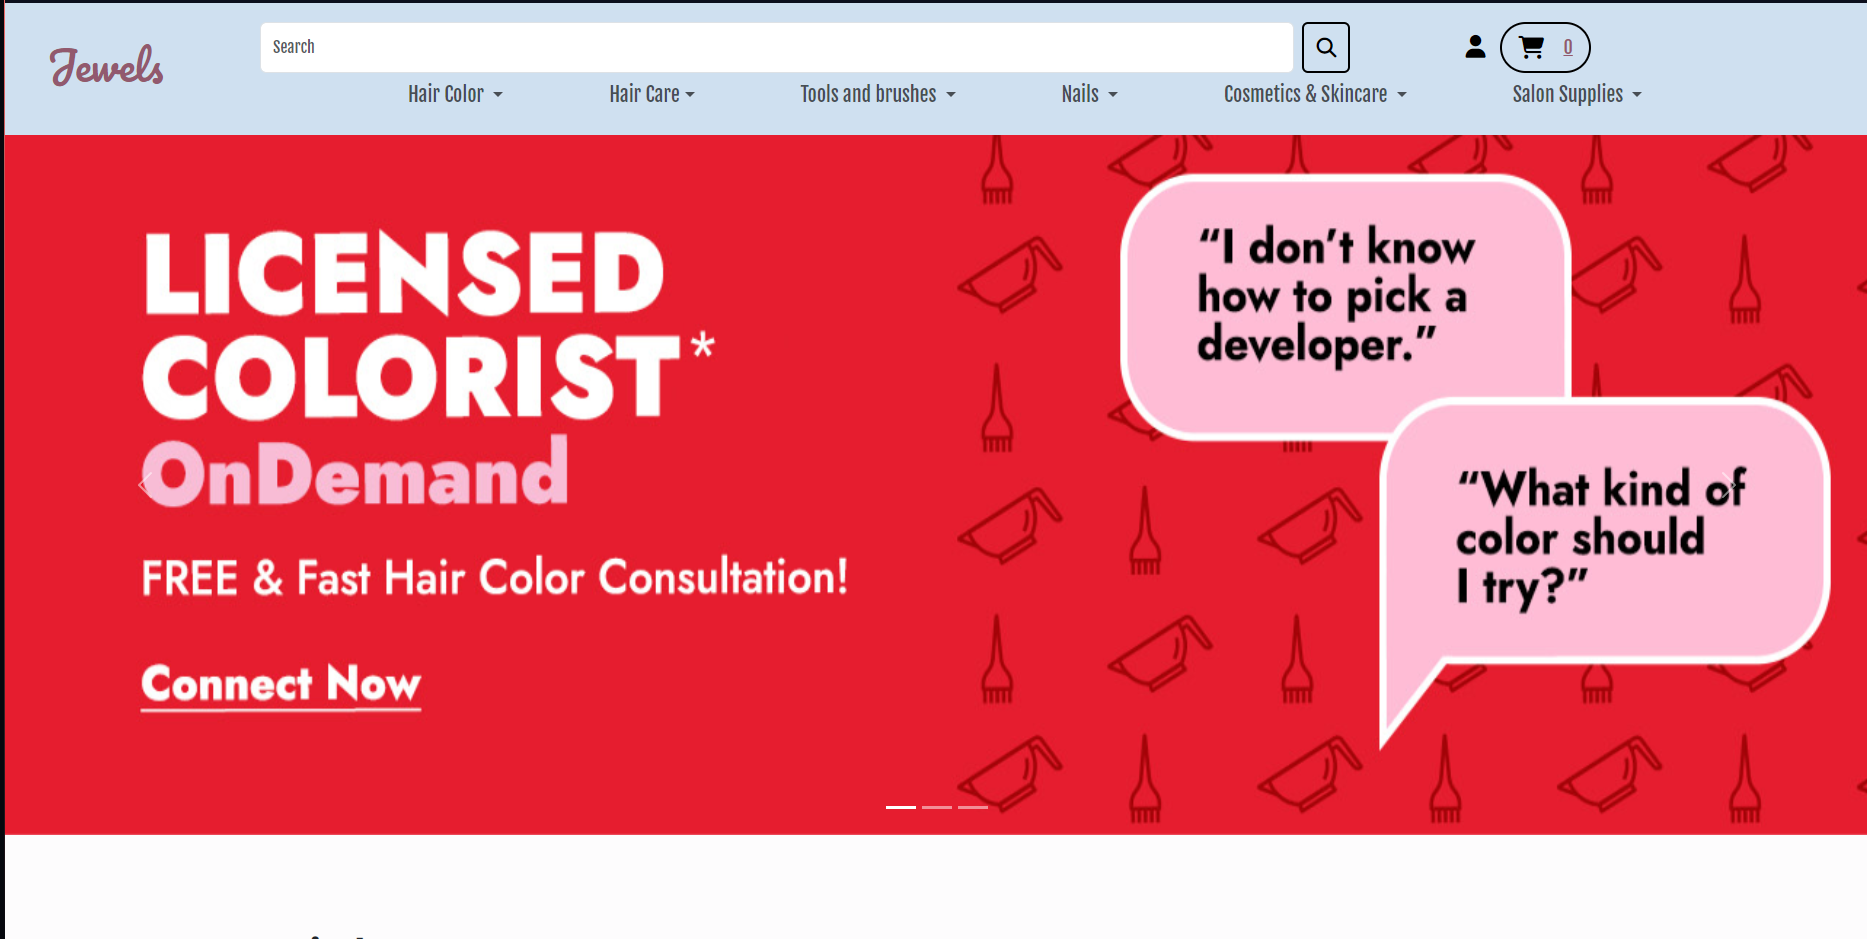 Jewels
Search
0
Hair Color
Hair Care
Tools and brushes
Nails
Cosmetics & Skincare
Salon Supplies
LICENSED
COLORIST*
OnDemand
FREE & Fast Hair Color Consultation!
Connect Now
“I don’t know
how to pick a
developer.”
“What kind of
color should
I try?”